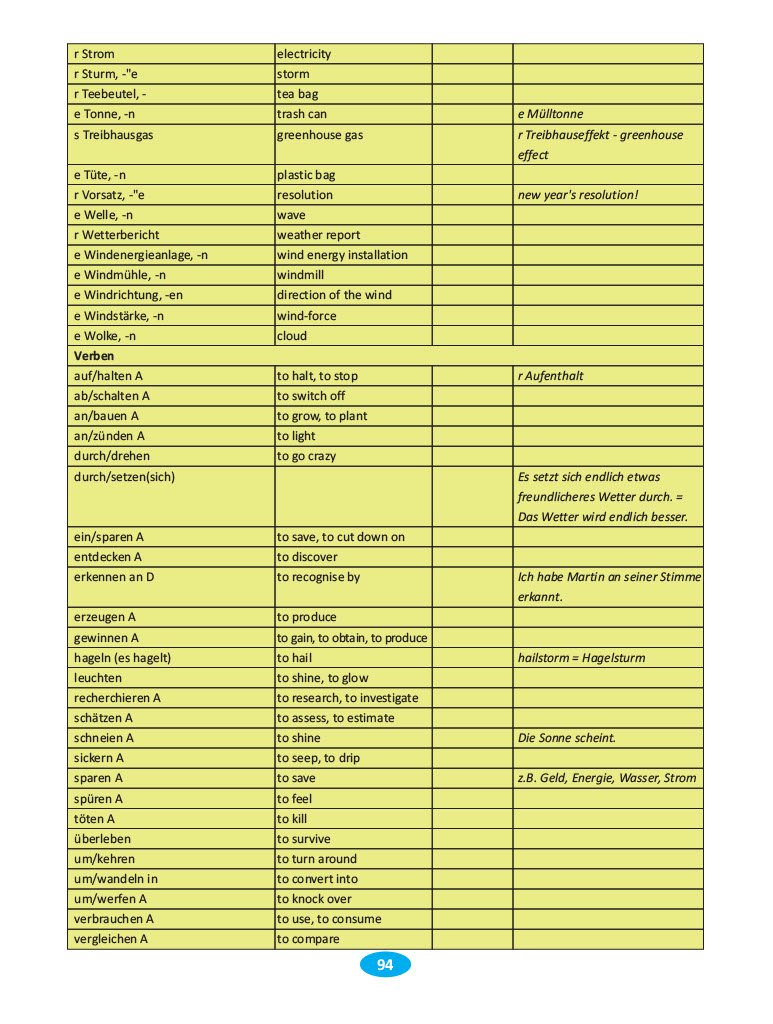 r Strom electricity
r Sturm, -"e storm
r Teebeutel, - tea bag
e Tonne, -n trash can e Mülltonne
s Treibhausgas greenhouse gas r Treibhauseffekt - greenhouse
effect
e Tüte, -n plastic bag
r Vorsatz, -"e resolution new year's resolution!
e Welle, -n wave
r Wetterbericht weather report
e Windenergieanlage, -n wind energy installation
e Windmühle, -n windmill
e Windrichtung, -en direction of the wind
e Windstärke, -n wind-force
e Wolke, -n cloud
Verben
auf/halten A to halt, to stop r Aufenthalt
ab/schalten A to switch off
an/bauen A to grow, to plant
an/zünden A to light
durch/drehen to go crazy
durch/setzen(sich) Es setzt sich endlich etwas
freundlicheres Wetter durch. =
Das Wetter wird endlich besser.
ein/sparen A to save, to cut down on
entdecken A to discover
erkennen an D to recognise by Ich habe Martin an seiner Stimme
erkannt.
erzeugen A to produce
gewinnen A to gain, to obtain, to produce
hageln (es hagelt) to hail hailstorm = Hagelsturm
leuchten to shine, to glow
recherchieren A to research, to investigate
schätzen A to assess, to estimate
schneien A to shine Die Sonne scheint.
sickern A to seep, to drip
sparen A to save z.B. Geld, Energie, Wasser, Strom
spüren A to feel
töten A to kill
überleben to survive
um/kehren to turn around
um/wandeln in to convert into
um/werfen A to knock over
verbrauchen A to use, to consume
vergleichen A to compare
94